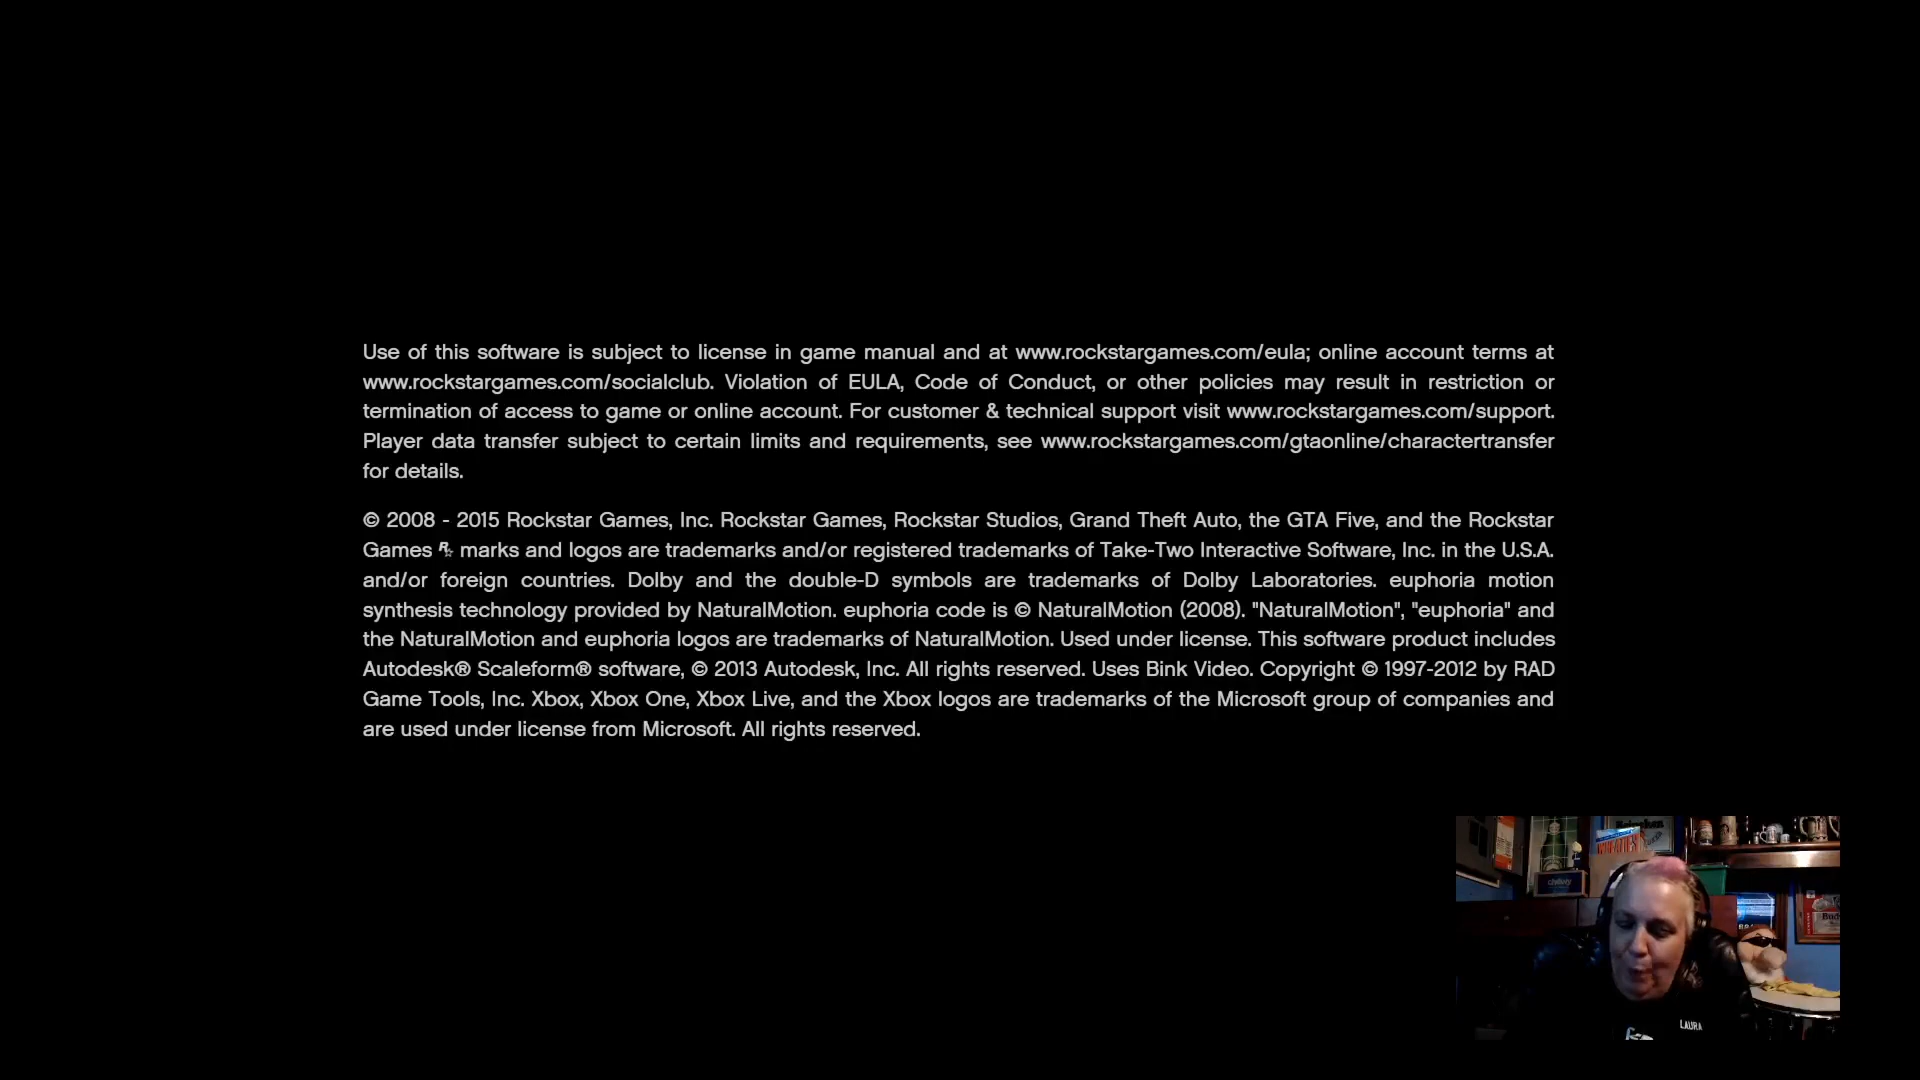 Use of this software is subject to license in game manual and at www.rockstargames.com/eula; online account terms at
www.rockstargames.com/socialclub. Violation of EULA, Code of Conduct, or other policies may result in restriction or
termination of access to game or online account. For customer & technical support visit www.rockstargames.com/support.
Player data transfer subject to certain limits and requirements, see www.rockstargames.com/gtaonline/charactertransfer
for details.
© 2008 - 2015 Rockstar Games, Inc. Rockstar Games, Rockstar Studios, Grand Theft Auto, the GTA Five, and the Rockstar
Games R* marks and logos are trademarks and/or registered trademarks of Take-Two Interactive Software, Inc. in the U.S.A.
and/or foreign countries. Dolby and the double-D symbols are trademarks of Dolby Laboratories. euphoria motion
synthesis technology provided by NaturalMotion. euphoria code is © NaturalMotion (2008). "NaturalMotion", "euphoria" and
the NaturalMotion and euphoria logos are trademarks of NaturalMotion. Used under license. This software product includes
Autodesk® Scaleform® software, © 2013 Autodesk, Inc. All rights reserved. Uses Bink Video. Copyright © 1997-2012 by RAD
Game Tools, Inc. Xbox, Xbox One, Xbox Live, and the Xbox logos are trademarks of the Microsoft group of companies and
are used under license from Microsoft. All rights reserved.
LAURA